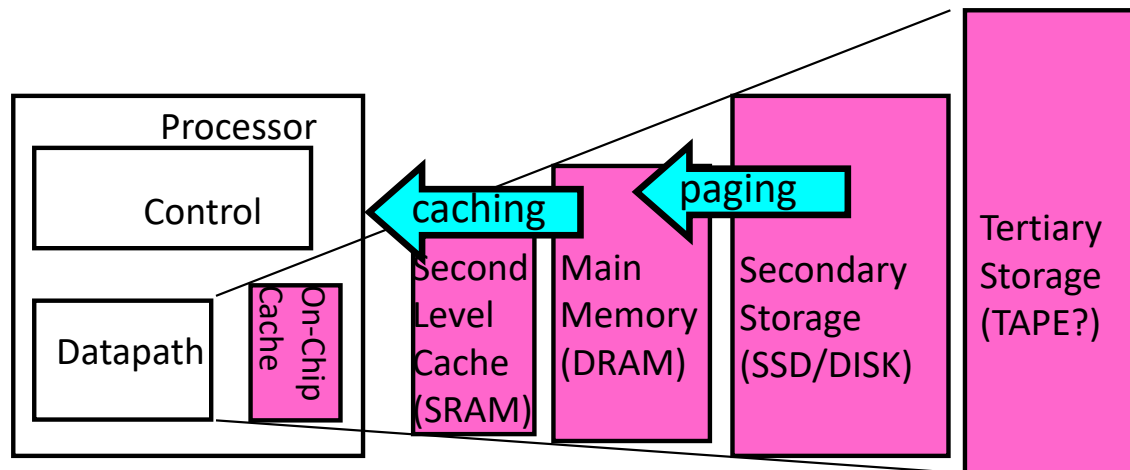 Processor
Control
Datapath
On-Chip
Cache
caching
Second
Level
Cache
(SRAM)
Main
Memory
(DRAM)
paging
Secondary
Storage
(SSD/DISK)
Tertiary
Storage
(TAPE?)